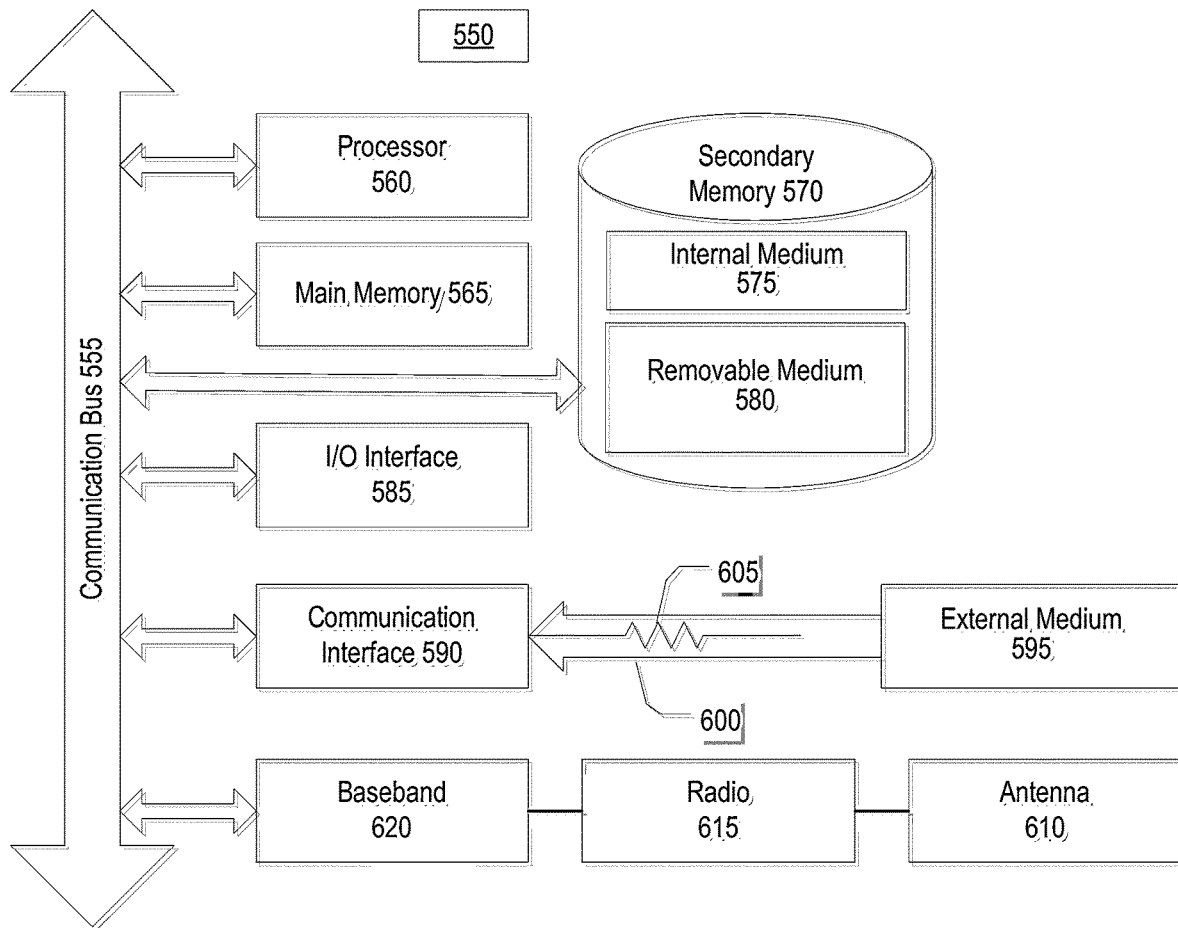 550
Processor
560
Secondary
Memory 570
Internal Medium
575
Main Memory 565
Removable Medium
580
Communication Bus 555
I/O Interface
585
605
Communication
Interface 590
External Medium
595
600
Baseband
620
Radio
615
Antenna
610